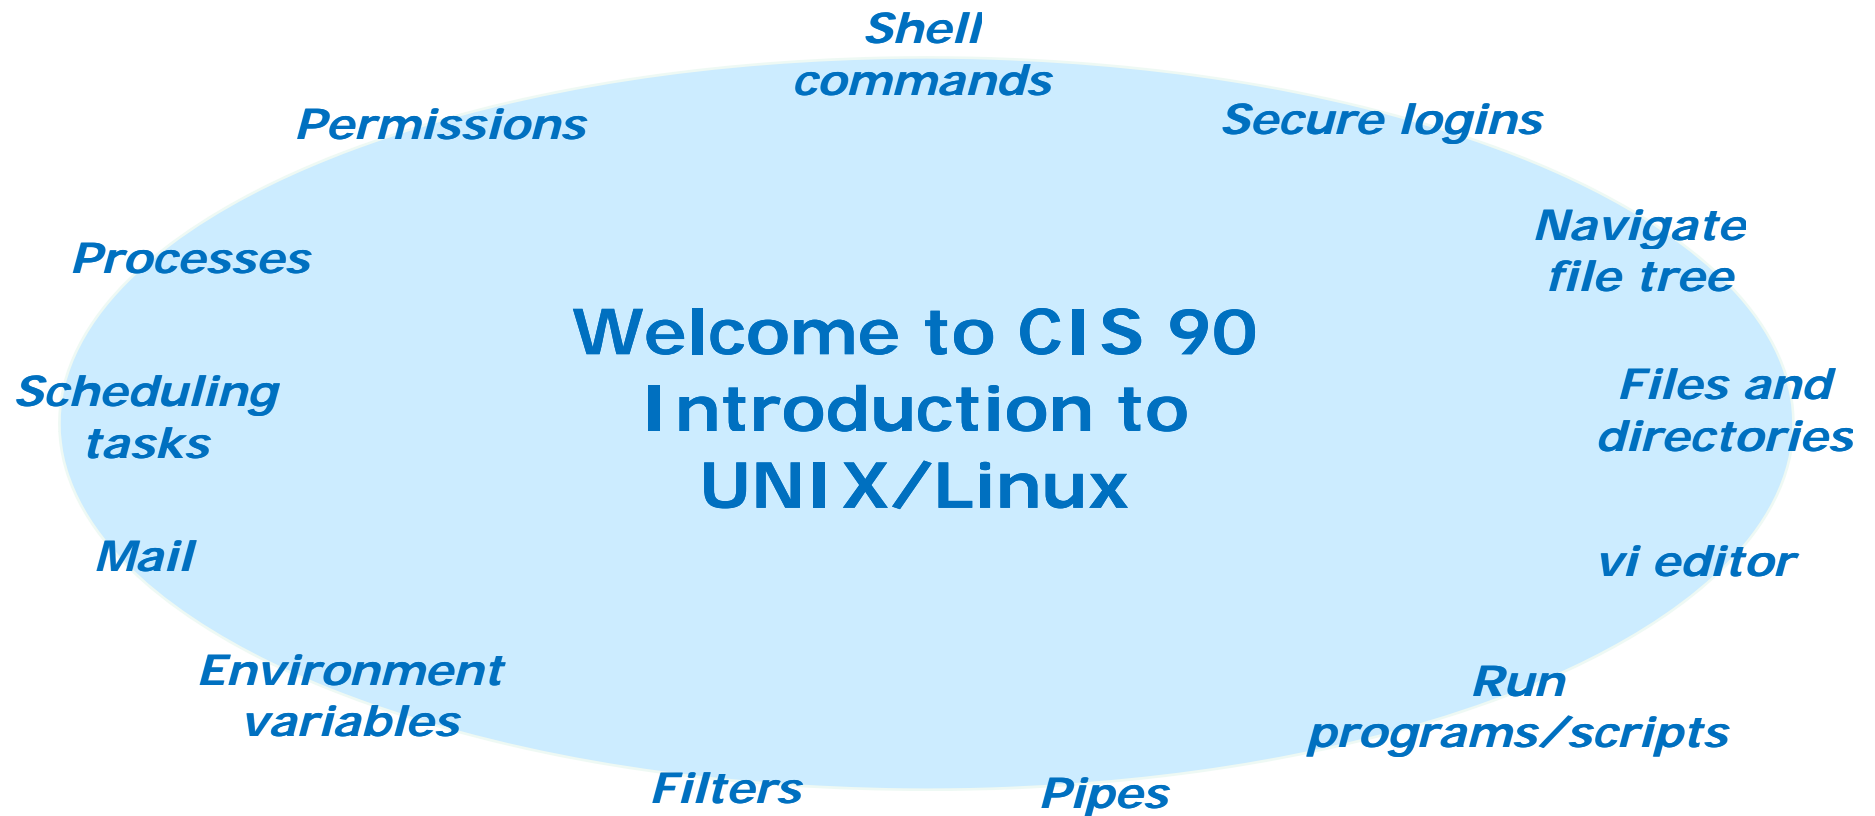 Shell
commands
Permissions
Secure logins
Navigate
file tree
Processes
Welcome to CIS 90
Introduction to
UNIX/Linux
Scheduling
tasks
Files and
directories
Mail
vi editor
Environment
variables
Run
programs/scripts
Filters
Pipes